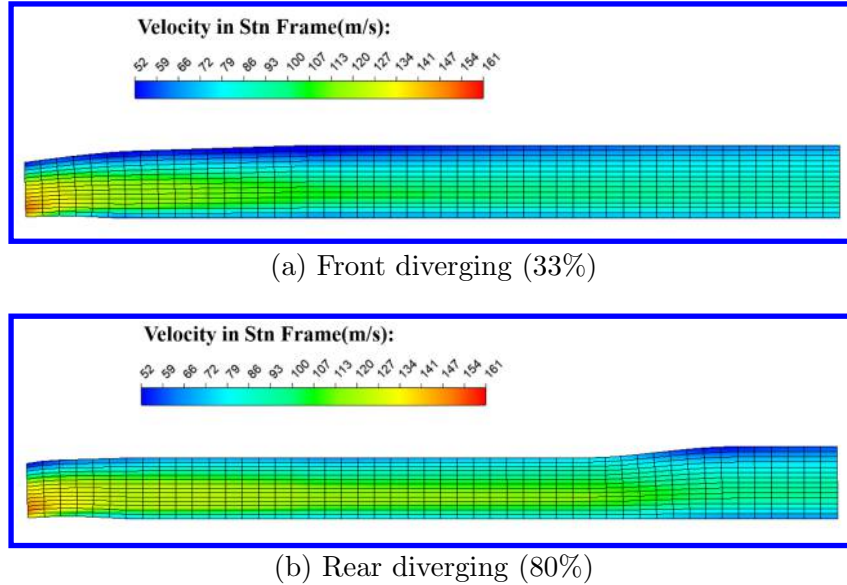 Velocity in Stn Frame(m/s):
52 59 66 72 79 86 93 100 107 113 120 127 134 141 147 154 161
(a) Front diverging (33%)
Velocity in Stn Frame(m/s):
52 59 66 72 79 86 93 100 107 113 120 127 134 141 147 154 161
(b) Rear diverging (80%)